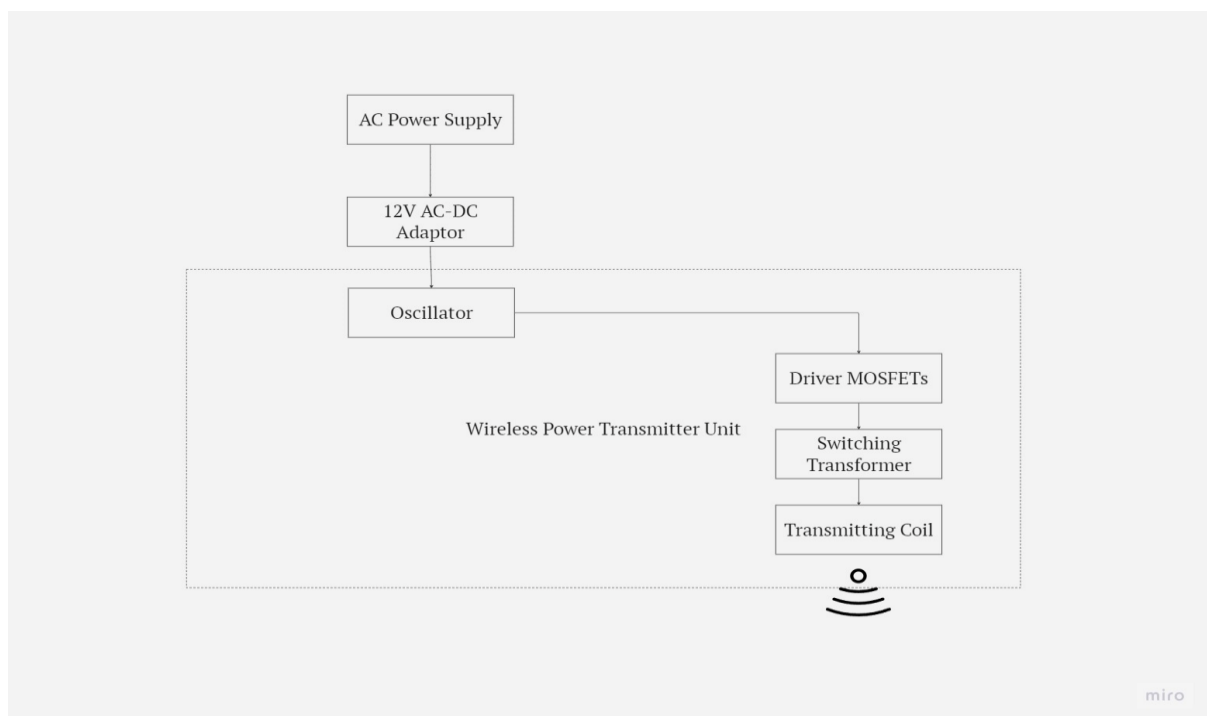 AC Power Supply
12V AC-DC
Adaptor
Oscillator
Driver MOSFETs
Wireless Power Transmitter Unit
Switching
Transformer
Transmitting Coil
miro